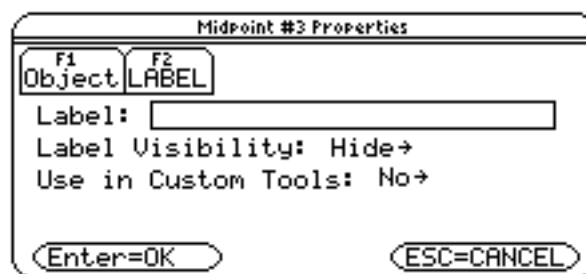 Midpoint #3 Properties
F1 F2
Object LABEL
Label:
Label Visibility: Hide→
Use in Custom Tools: No→
Enter=OK ESC=CANCEL